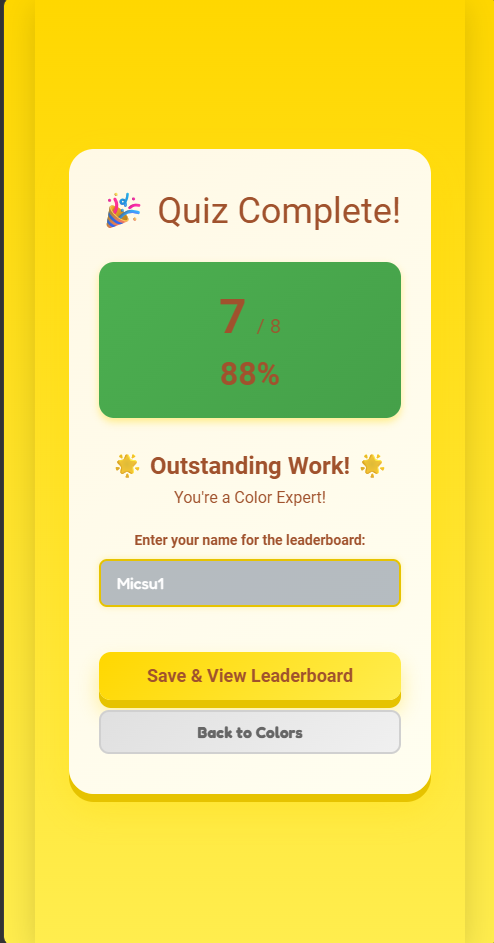 🎉 Quiz Complete!
7 / 8
88%
🌟 Outstanding Work! 🌟
You're a Color Expert!
Enter your name for the leaderboard:
Micsu1
Save & View Leaderboard
Back to Colors